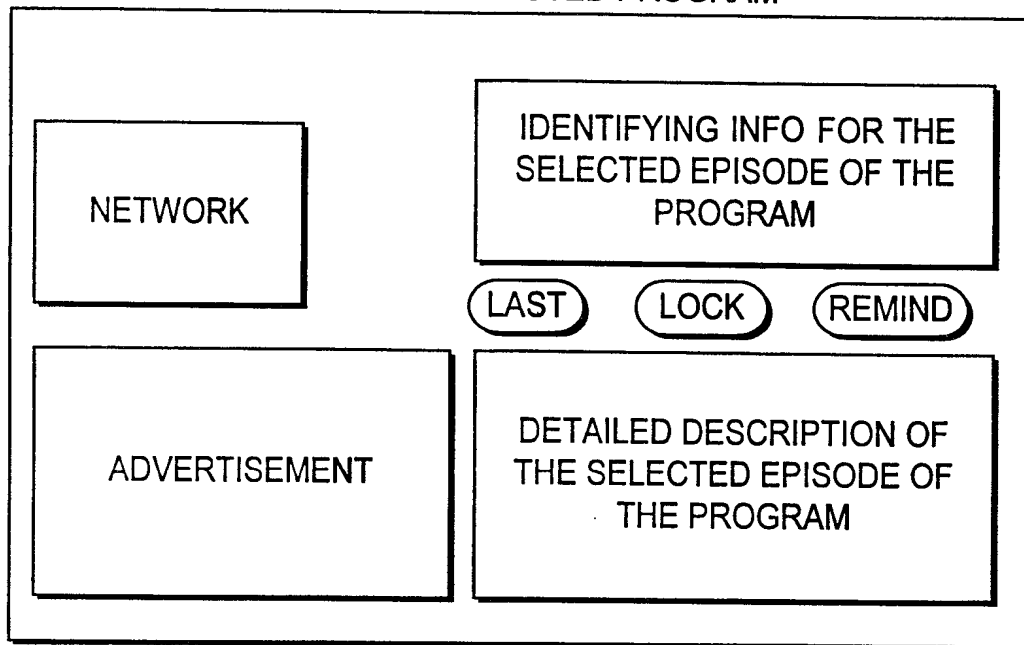 PROGRAM
NETWORK
IDENTIFYING INFO FOR THE
SELECTED EPISODE OF THE
PROGRAM
LAST
LOCK
REMIND
ADVERTISEMENT
DETAILED DESCRIPTION OF
THE SELECTED EPISODE OF
THE PROGRAM